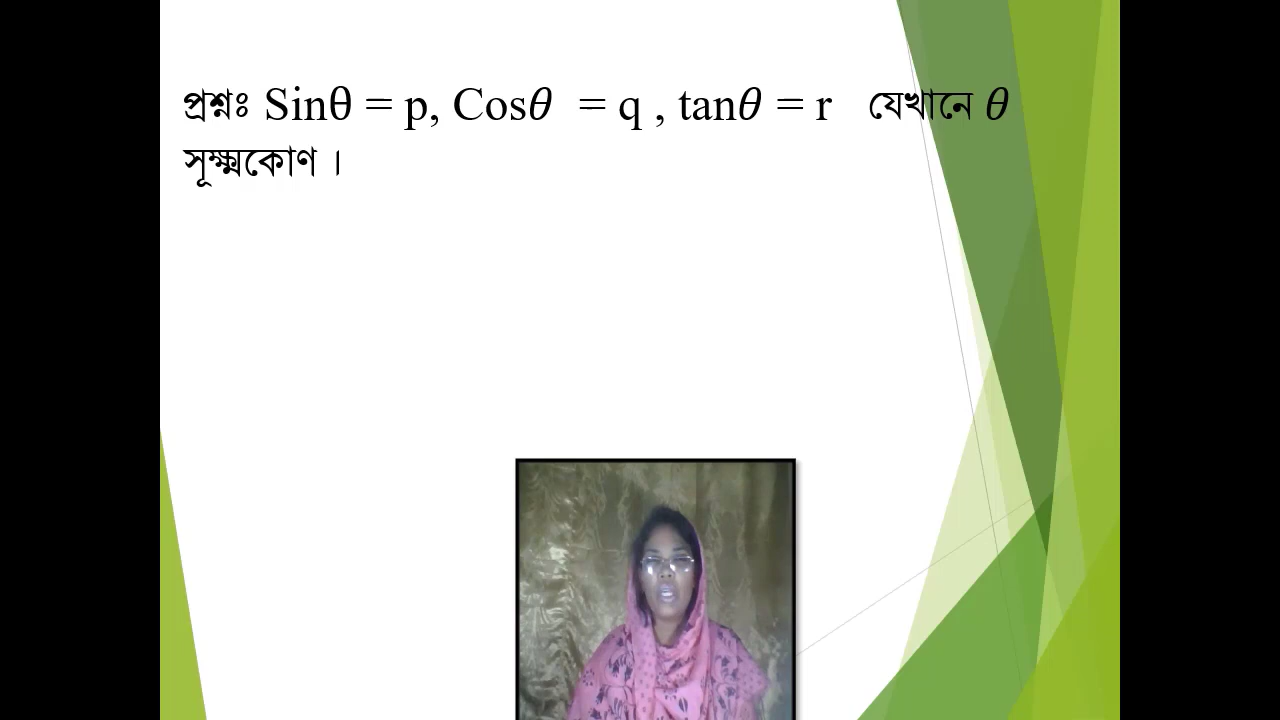 প্রশ্নঃ Sinθ = p, Cosθ = q , tanθ = r যেখানে θ
সূক্ষ্মকোণ ।